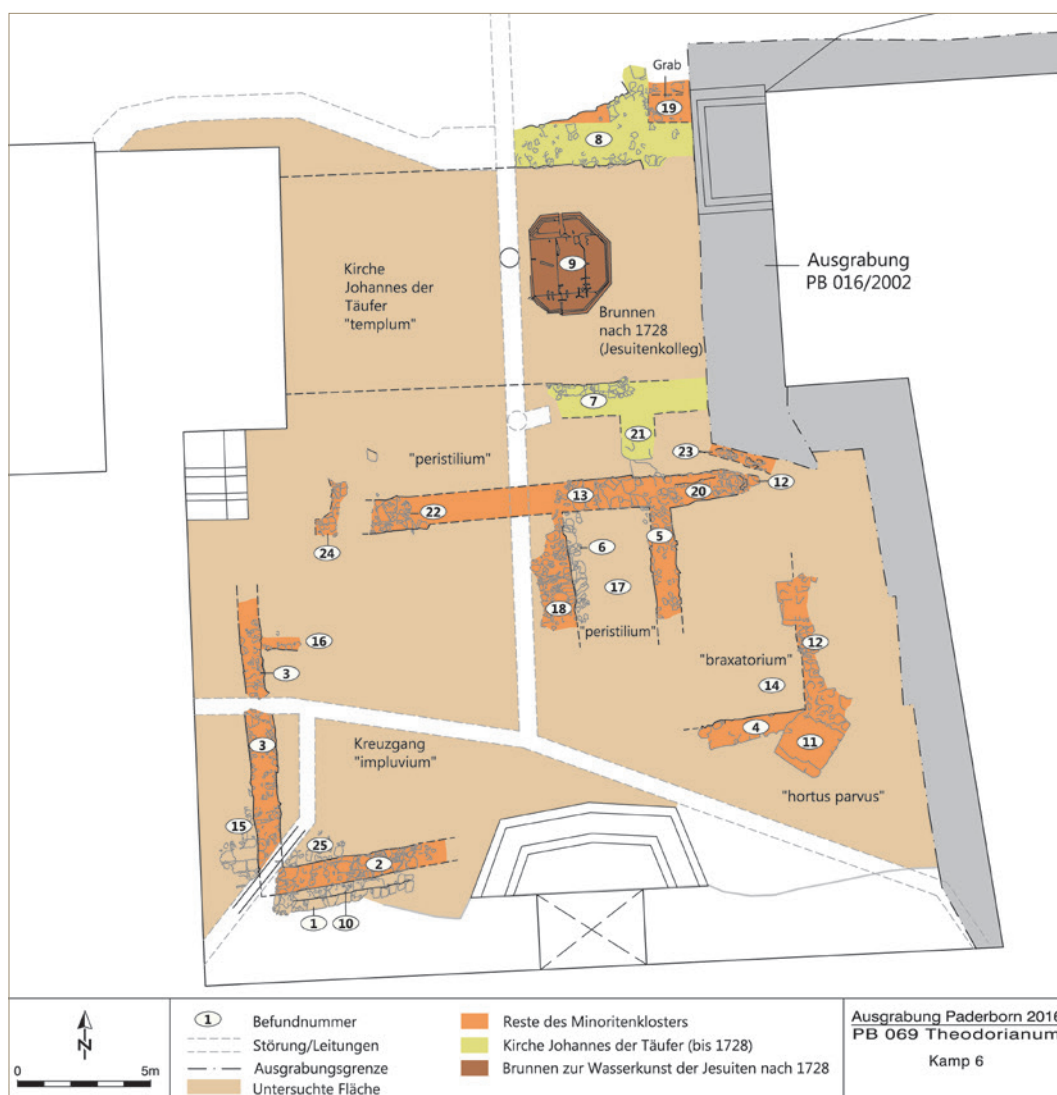 Grab
19
8
9
Kirche
Johannes der
Täufer
"templum"
Brunnen
nach 1728
(Jesuitenkolleg)
Ausgrabung
PB 016/2002
7
21
23
"peristilium"
12
20
13
22
24
6
5
17
18
"peristilium"
16
3
12
"braxatorium"
14
4
11
"hortus parvus"
Kreuzgang
"impluvium"
3
15
25
2
1
10
N
0
5m
1
Befundnummer
Störung/Leitungen
Ausgrabungsgrenze
Untersuchte Fläche
Reste des Minoritenklosters
Kirche Johannes der Täufer (bis 1728)
Brunnen zur Wasserkunst der Jesuiten nach 1728
Ausgrabung Paderborn 2016
PB 069 Theodorianum
Kamp 6